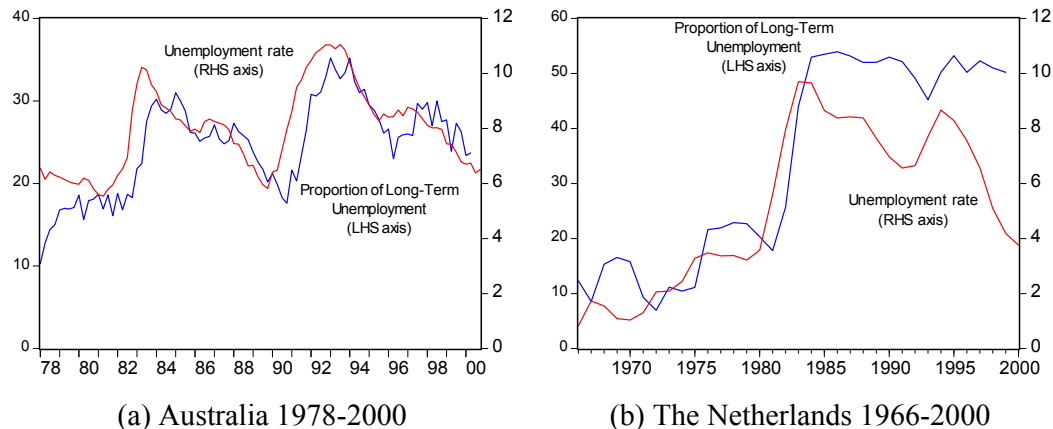 40
30
20
10
0
12
10
8
6
4
2
0
Unemployment rate
(RHS axis)
Proportion of Long-Term
Unemployment
(LHS axis)
78 80 82 84 86 88 90 92 94 96 98 00
(a) Australia 1978-2000
60
50
40
30
20
10
0
12
10
8
6
4
2
0
Proportion of Long-Term
Unemployment
(LHS axis)
Unemployment rate
(RHS axis)
1970 1975 1980 1985 1990 1995 2000
(b) The Netherlands 1966-2000